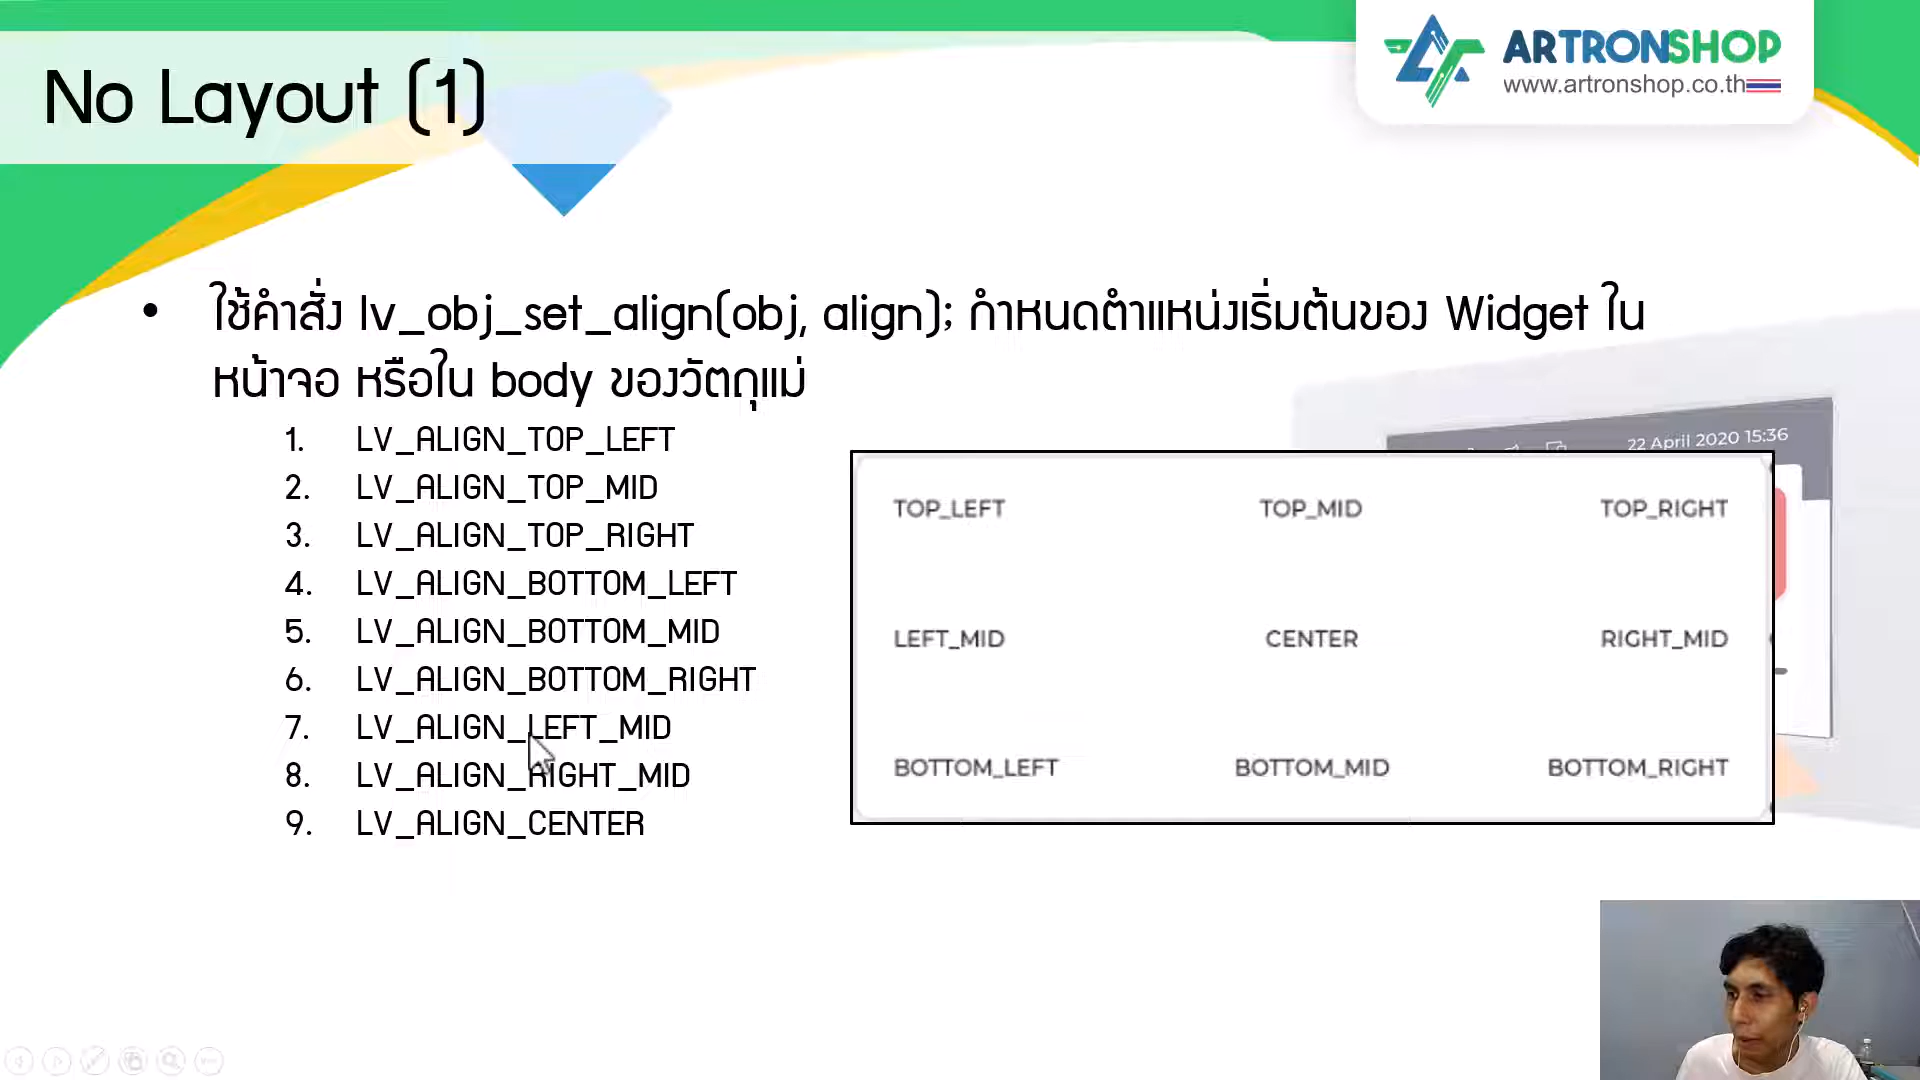 No Layout (1)
ARTRONSHOP
www.artronshop.co.th
• ใช้คำสั่ง lv_obj_set_align(obj, align); กำหนดตำแหน่งเริ่มต้นของ Widget ใน
หน้าจอ หรือใน body ของวัตถุแม่
1. LV_ALIGN_TOP_LEFT
2. LV_ALIGN_TOP_MID
3. LV_ALIGN_TOP_RIGHT
4. LV_ALIGN_BOTTOM_LEFT
5. LV_ALIGN_BOTTOM_MID
6. LV_ALIGN_BOTTOM_RIGHT
7. LV_ALIGN_LEFT_MID
8. LV_ALIGN_RIGHT_MID
9. LV_ALIGN_CENTER
22 April 2020 15:36
TOP_LEFT TOP_MID TOP_RIGHT
LEFT_MID CENTER RIGHT_MID
BOTTOM_LEFT BOTTOM_MID BOTTOM_RIGHT